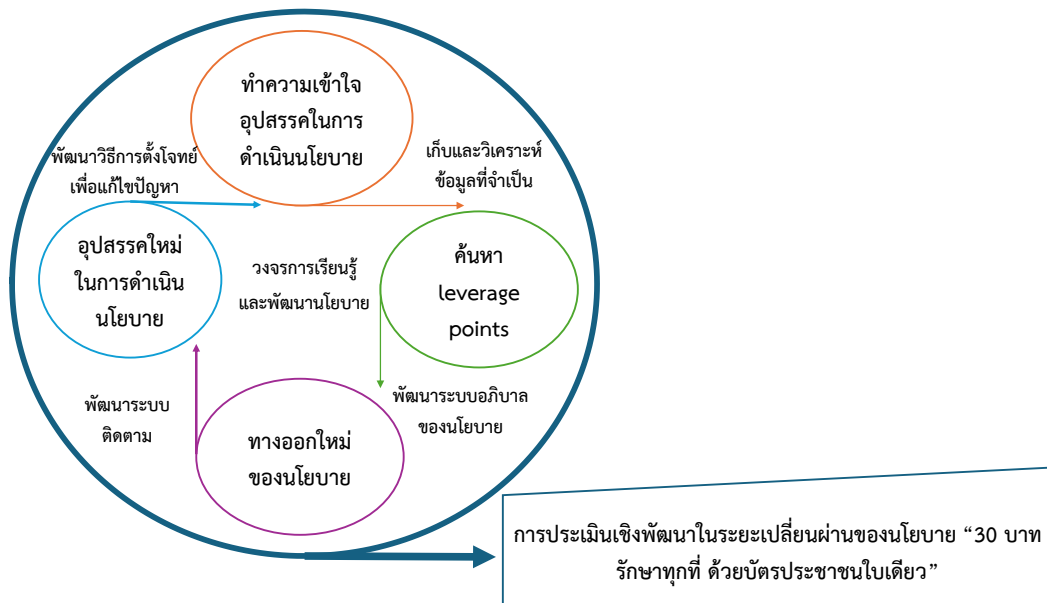 ทำความเข้าใจ
อุปสรรคในการ
ดำเนินนโยบาย
พัฒนาวิธีการตั้งโจทย์
เพื่อแก้ไขปัญหา
เก็บและวิเคราะห์
ข้อมูลที่จำเป็น
อุปสรรคใหม่
ในการดำเนิน
นโยบาย
วงจรการเรียนรู้
และพัฒนานโยบาย
ค้นหา
leverage
points
พัฒนาระบบ
ติดตาม
ทางออกใหม่
ของนโยบาย
พัฒนาระบบอภิบาล
ของนโยบาย
การประเมินเชิงพัฒนาในระยะเปลี่ยนผ่านของนโยบาย “30 บาท
รักษาทุกที่ ด้วยบัตรประชาชนใบเดียว”